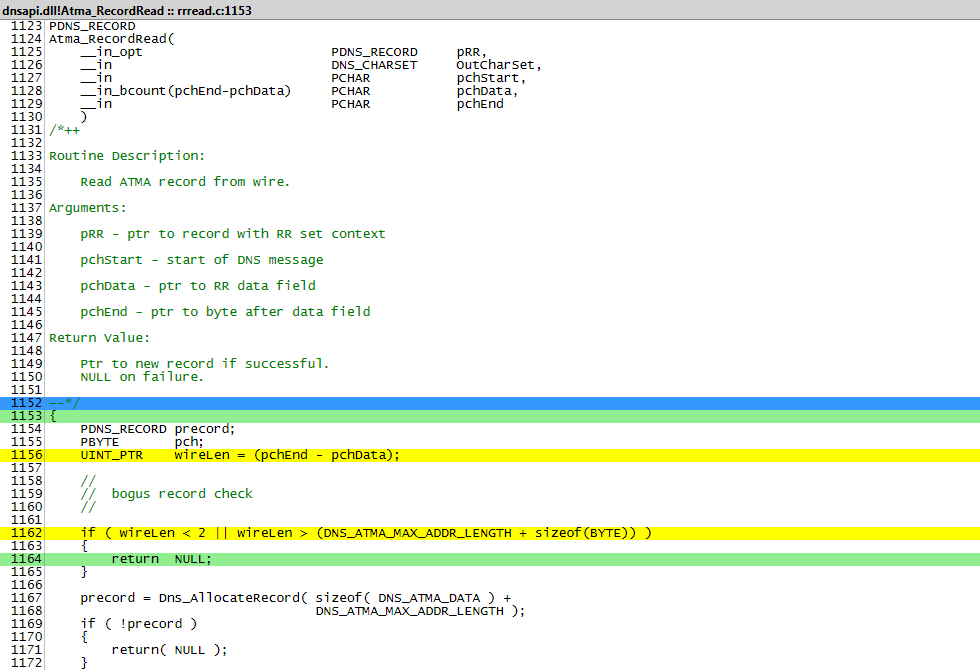 dnsapi.dll!Atma_RecordRead :: rrread.c:1153
1123 PDNS_RECORD
1124 Atma_RecordRead(
1125     __in_opt                        PDNS_RECORD     pRR,
1126     __in                            DNS_CHARSET     OutCharSet,
1127     __in                            PCHAR           pchStart,
1128     __in_bcount(pchEnd-pchData)     PCHAR           pchData,
1129     __in                            PCHAR           pchEnd
1130     )
1131 /*++
1132
1133 Routine Description:
1134
1135     Read ATMA record from wire.
1136
1137 Arguments:
1138
1139     pRR - ptr to record with RR set context
1140
1141     pchStart - start of DNS message
1142
1143     pchData - ptr to RR data field
1144
1145     pchEnd - ptr to byte after data field
1146
1147 Return Value:
1148
1149     Ptr to new record if successful.
1150     NULL on failure.
1151
1152 --*/
1153 {
1154     PDNS_RECORD precord;
1155     PBYTE       pch;
1156     UINT_PTR    wireLen = (pchEnd - pchData);
1157
1158     //
1159     //  bogus record check
1160     //
1161
1162     if ( wireLen < 2 || wireLen > (DNS_ATMA_MAX_ADDR_LENGTH + sizeof(BYTE)) )
1163     {
1164         return  NULL;
1165     }
1166
1167     precord = Dns_AllocateRecord( sizeof( DNS_ATMA_DATA ) +
1168                                   DNS_ATMA_MAX_ADDR_LENGTH );
1169     if ( !precord )
1170     {
1171         return( NULL );
1172     }